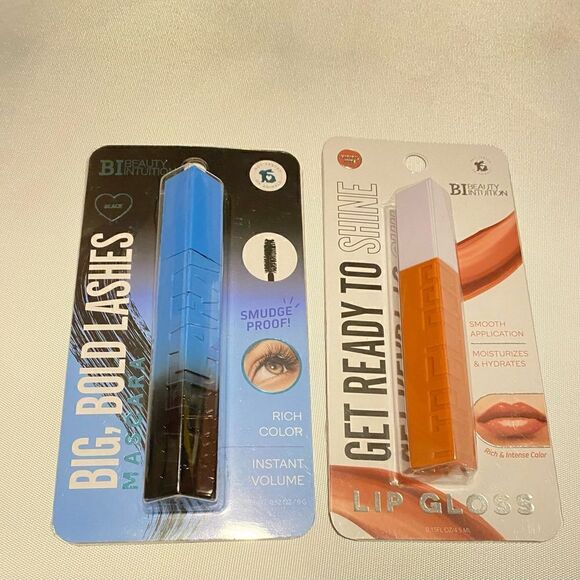 BI BEAUTY INTUITION
BLACK
BIG, BOLD LASHES
MASCARA
SMUDGE PROOF!
RICH COLOR
INSTANT VOLUME
BI BEAUTY INTUITION
GET READY TO SHINE
SMOOTH APPLICATION
MOISTURIZES & HYDRATES
Rich & Intense Color
LIP GLOSS